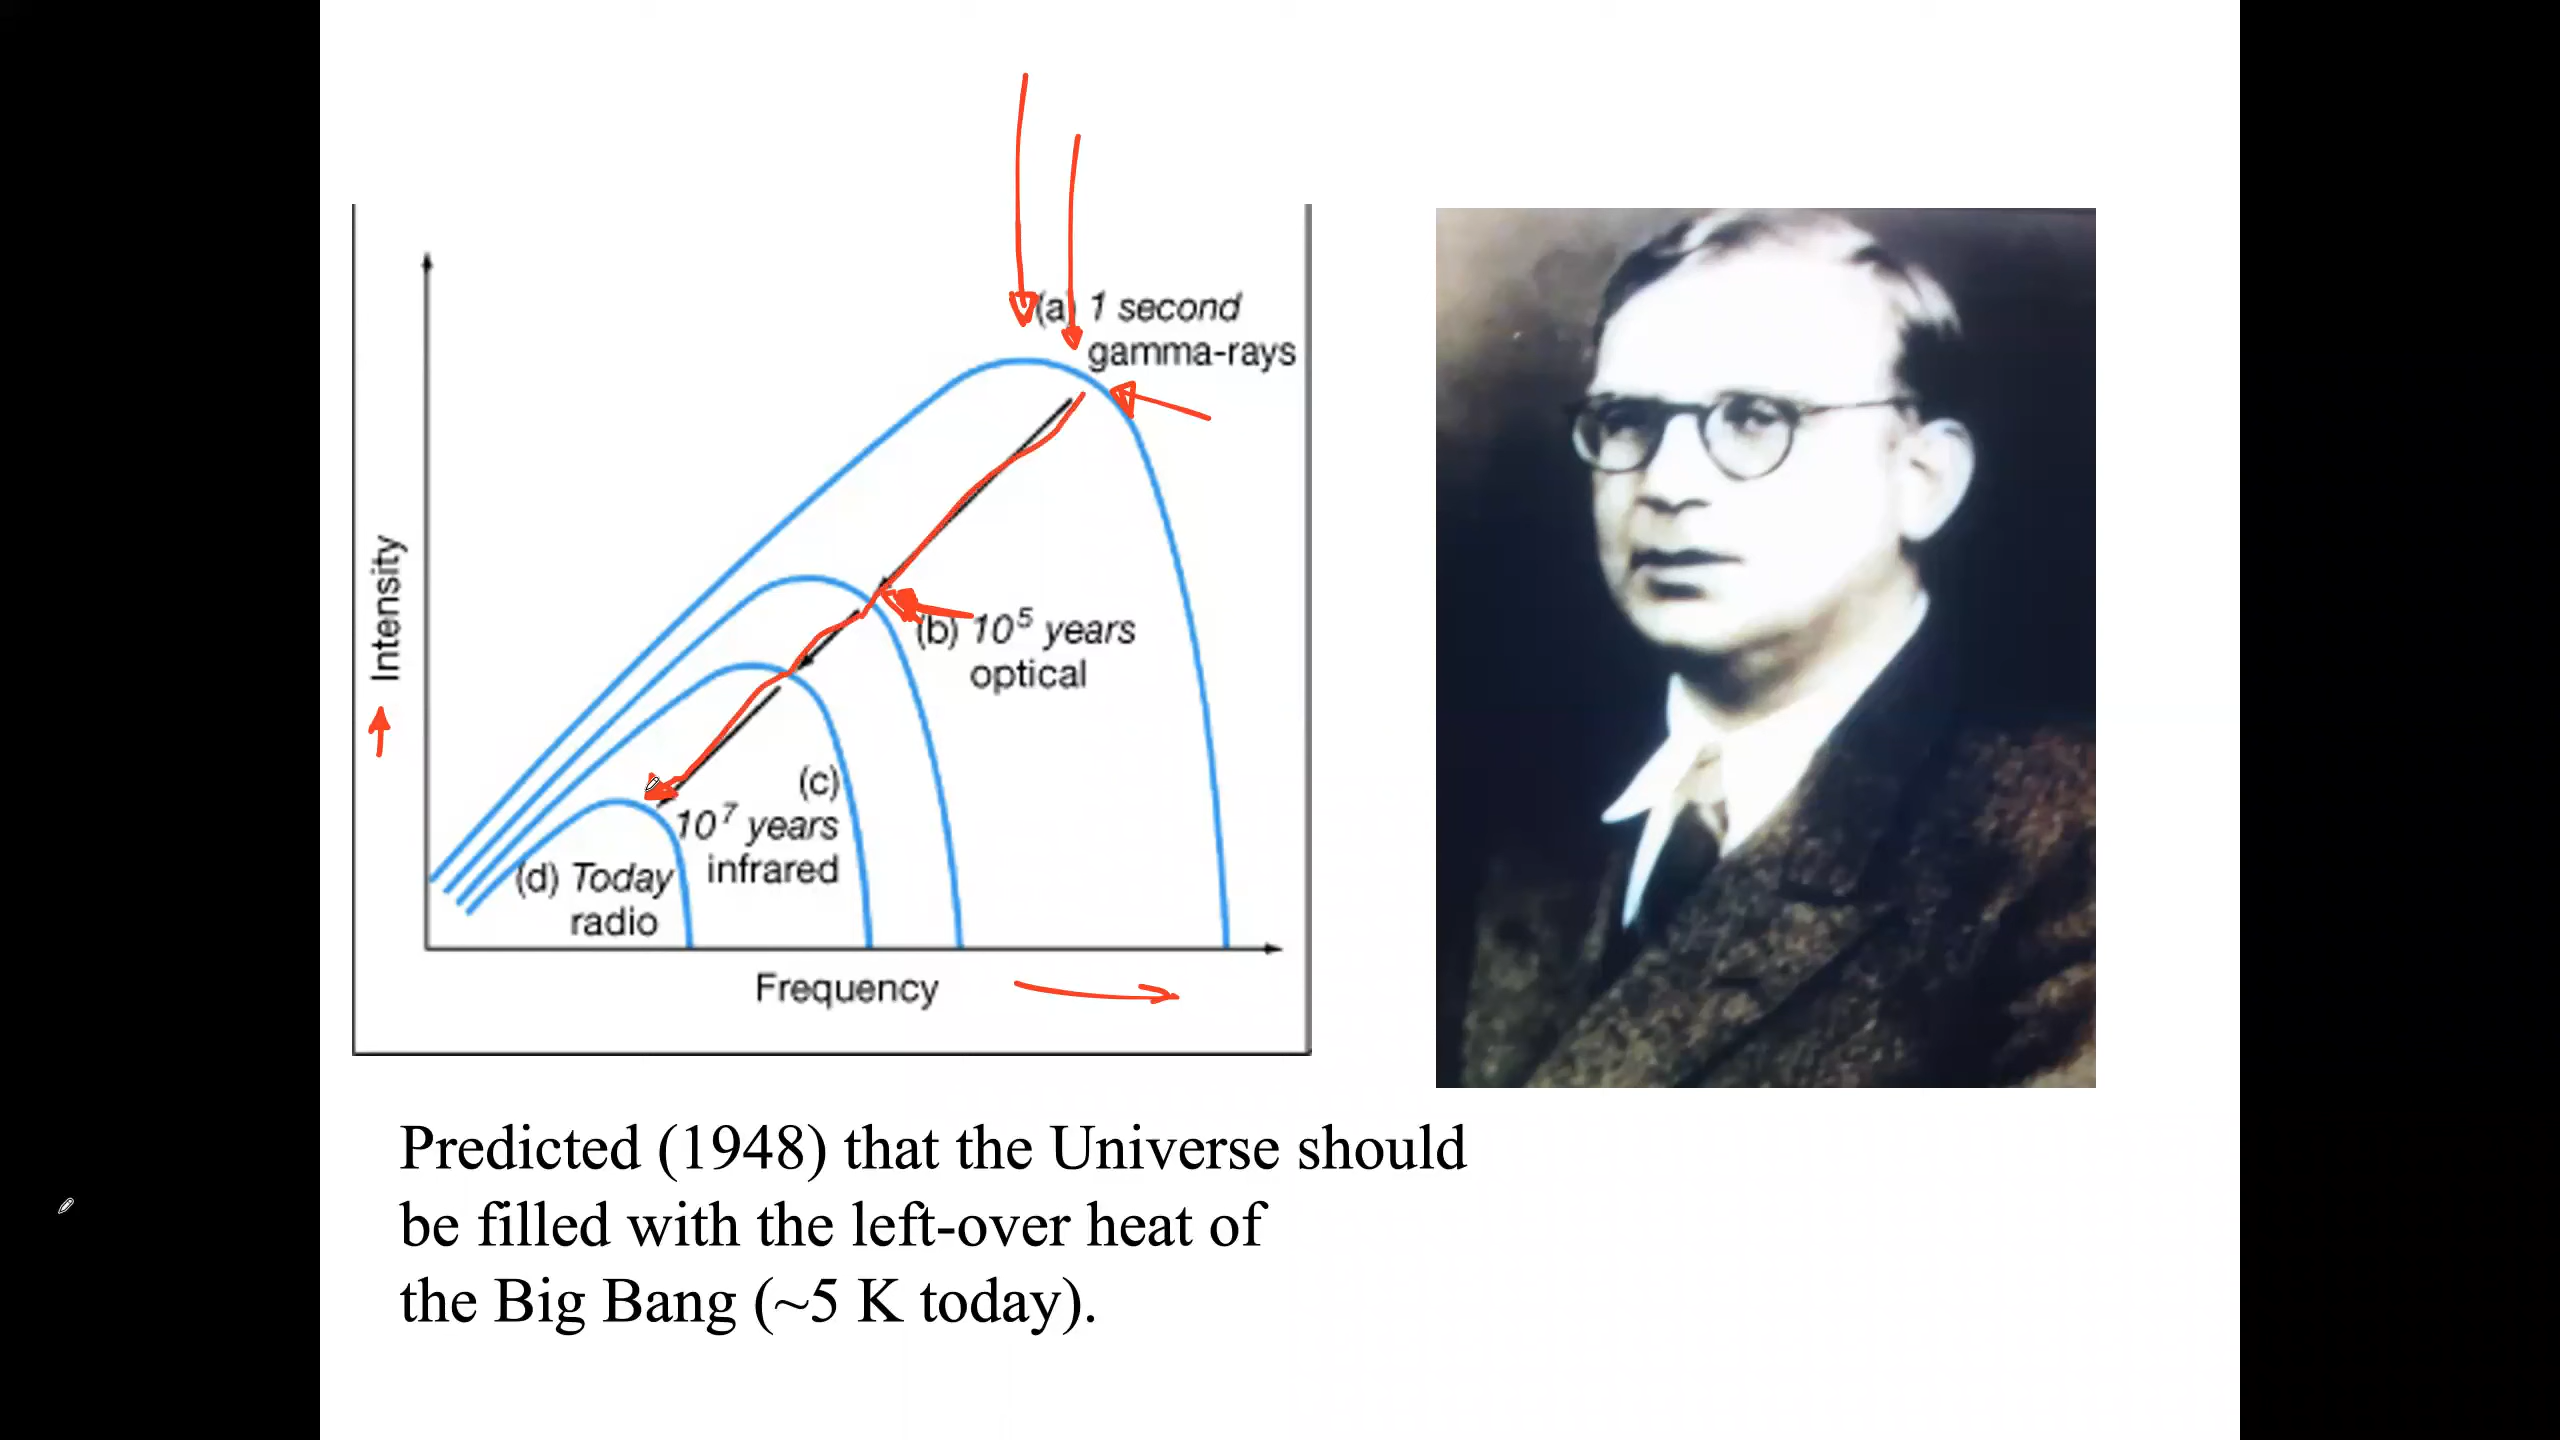 (a) 1 second
gamma-rays
Intensity
(b) 10⁵ years
optical
(c)
10⁷ years
infrared
(d) Today
radio
Frequency
Predicted (1948) that the Universe should
be filled with the left-over heat of
the Big Bang (~5 K today).